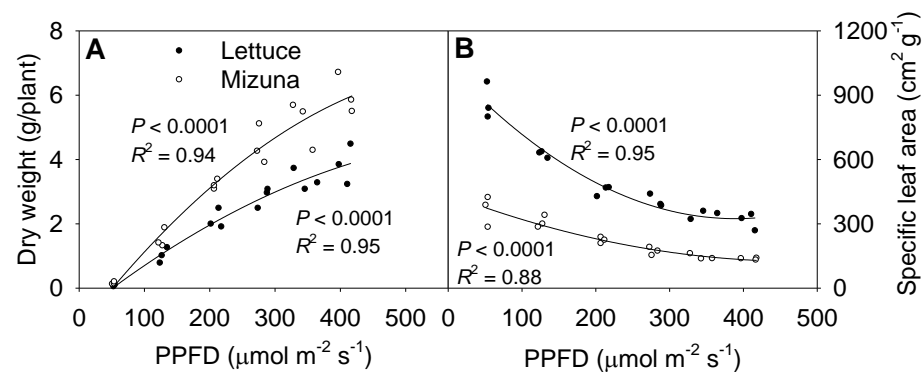 A
Lettuce
Mizuna
P < 0.0001
R² = 0.94
P < 0.0001
R² = 0.95
Dry weight (g/plant)
8
6
4
2
0
0 100 200 300 400 500
PPFD (μmol m⁻² s⁻¹)
B
P < 0.0001
R² = 0.95
P < 0.0001
R² = 0.88
Specific leaf area (cm² g⁻¹)
1200
900
600
300
0
0 100 200 300 400 500
PPFD (μmol m⁻² s⁻¹)